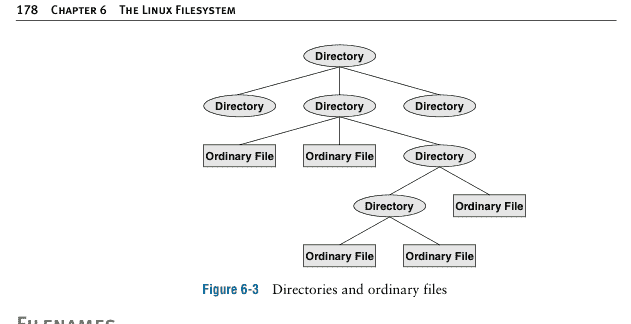 178 CHAPTER 6 THE LINUX FILESYSTEM
Directory
Directory Directory Directory
Ordinary File Ordinary File Directory
Directory Ordinary File
Ordinary File Ordinary File
Figure 6-3 Directories and ordinary files
FILENAMES